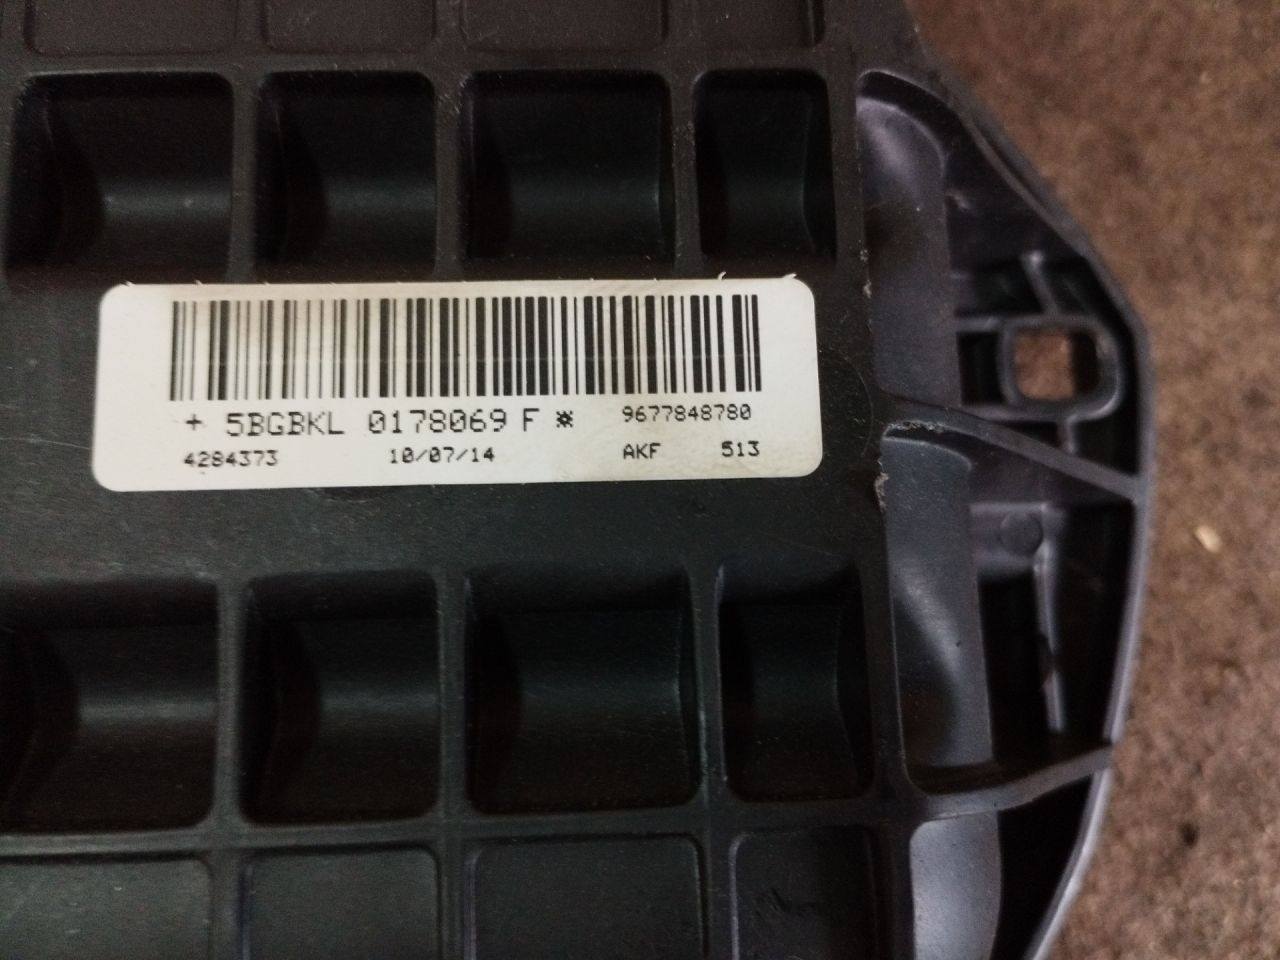 + 5BGBKL 0178069 F ※ 9677848780
4284373 10/07/14 AKF 513